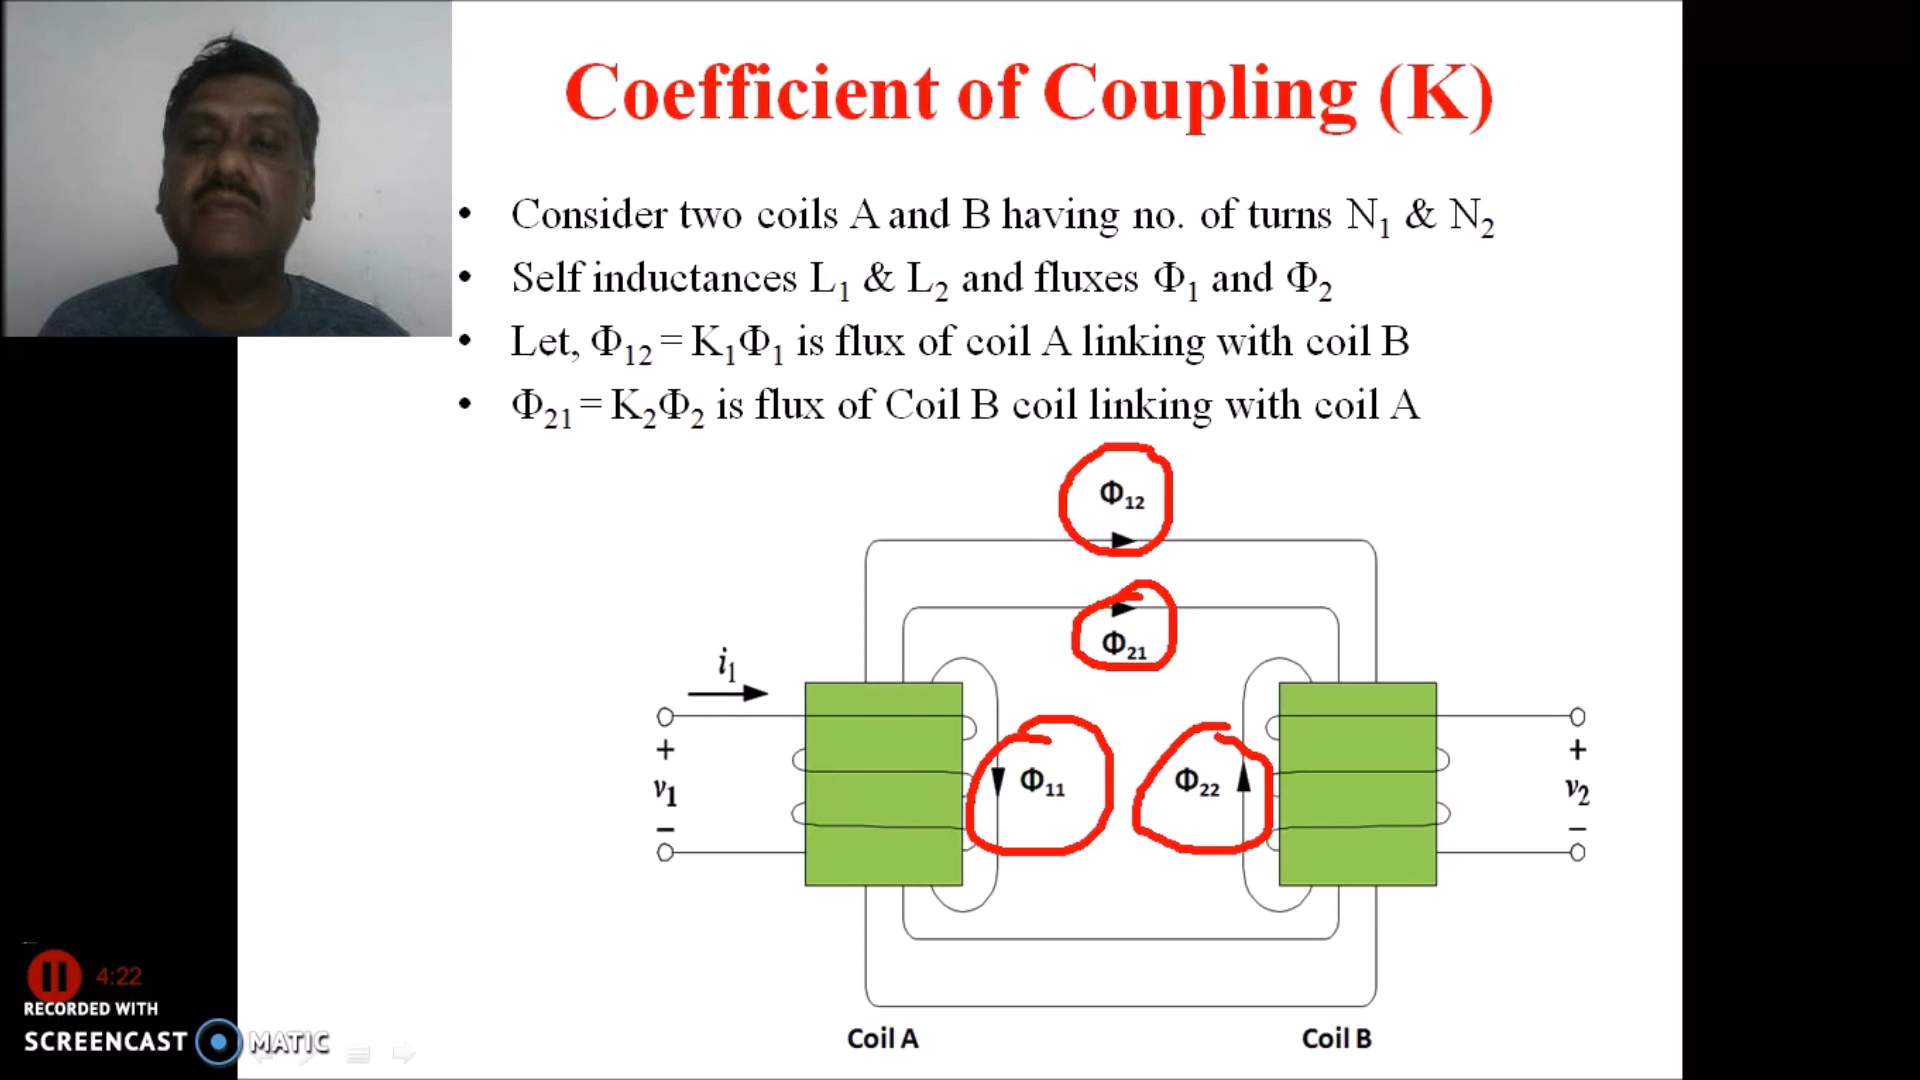 Coefficient of Coupling (K)
• Consider two coils A and B having no. of turns N₁ & N₂
• Self inductances L₁ & L₂ and fluxes Φ₁ and Φ₂
• Let, Φ₁₂ = K₁Φ₁ is flux of coil A linking with coil B
• Φ₂₁ = K₂Φ₂ is flux of Coil B coil linking with coil A
Φ₁₂
Φ₂₁
i₁
+
v₁
−
Φ₁₁
Φ₂₂
+
v₂
−
Coil A
Coil B
4:22
RECORDED WITH
SCREENCAST MATIC